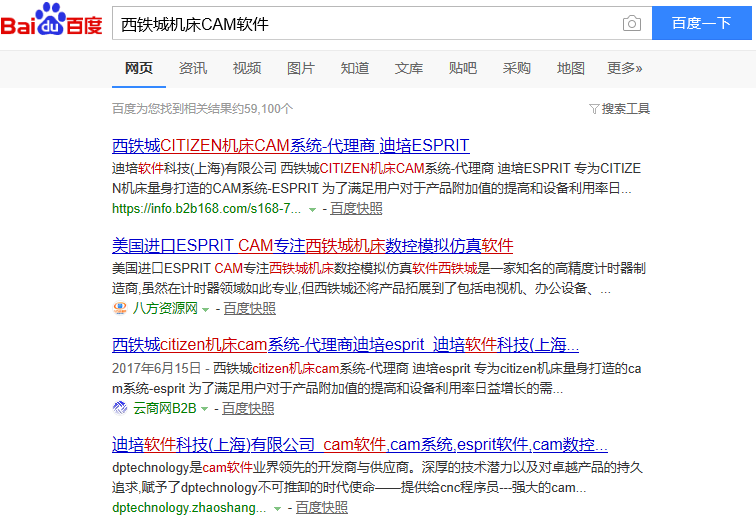 Bai du 百度 西铁城机床CAM软件 百度一下
网页 资讯 视频 图片 知道 文库 贴吧 采购 地图 更多»
百度为您找到相关结果约59,100个 搜索工具
西铁城CITIZEN机床CAM系统-代理商 迪培ESPRIT
迪培软件科技(上海)有限公司 西铁城CITIZEN机床CAM系统-代理商 迪培ESPRIT 专为CITIZE
N机床量身打造的CAM系统-ESPRIT 为了满足用户对于产品附加值的提高和设备利用率日...
https://info.b2b168.com/s168-7... - 百度快照
美国进口ESPRIT CAM专注西铁城机床数控模拟仿真软件
美国进口ESPRIT CAM专注西铁城机床数控模拟仿真软件西铁城是一家知名的高精度计时器制
造商,虽然在计时器领域如此专业,但西铁城还将产品拓展到了包括电视机、办公设备、...
八方资源网 - 百度快照
西铁城citizen机床cam系统-代理商迪培esprit_迪培软件科技(上海...
2017年6月15日 - 西铁城citizen机床cam系统-代理商 迪培esprit 专为citizen机床量身打造的ca
m系统-esprit 为了满足用户对于产品附加值的提高和设备利用率日益增长的需...
云商网B2B - 百度快照
迪培软件科技(上海)有限公司_cam软件,cam系统,esprit软件,cam数控...
dptechnology是cam软件业界领先的开发商与供应商。深厚的技术潜力以及对卓越产品的持久
追求,赋予了dptechnology不可推卸的时代使命——提供给cnc程序员---强大的cam...
dptechnology.zhaoshang... - 百度快照